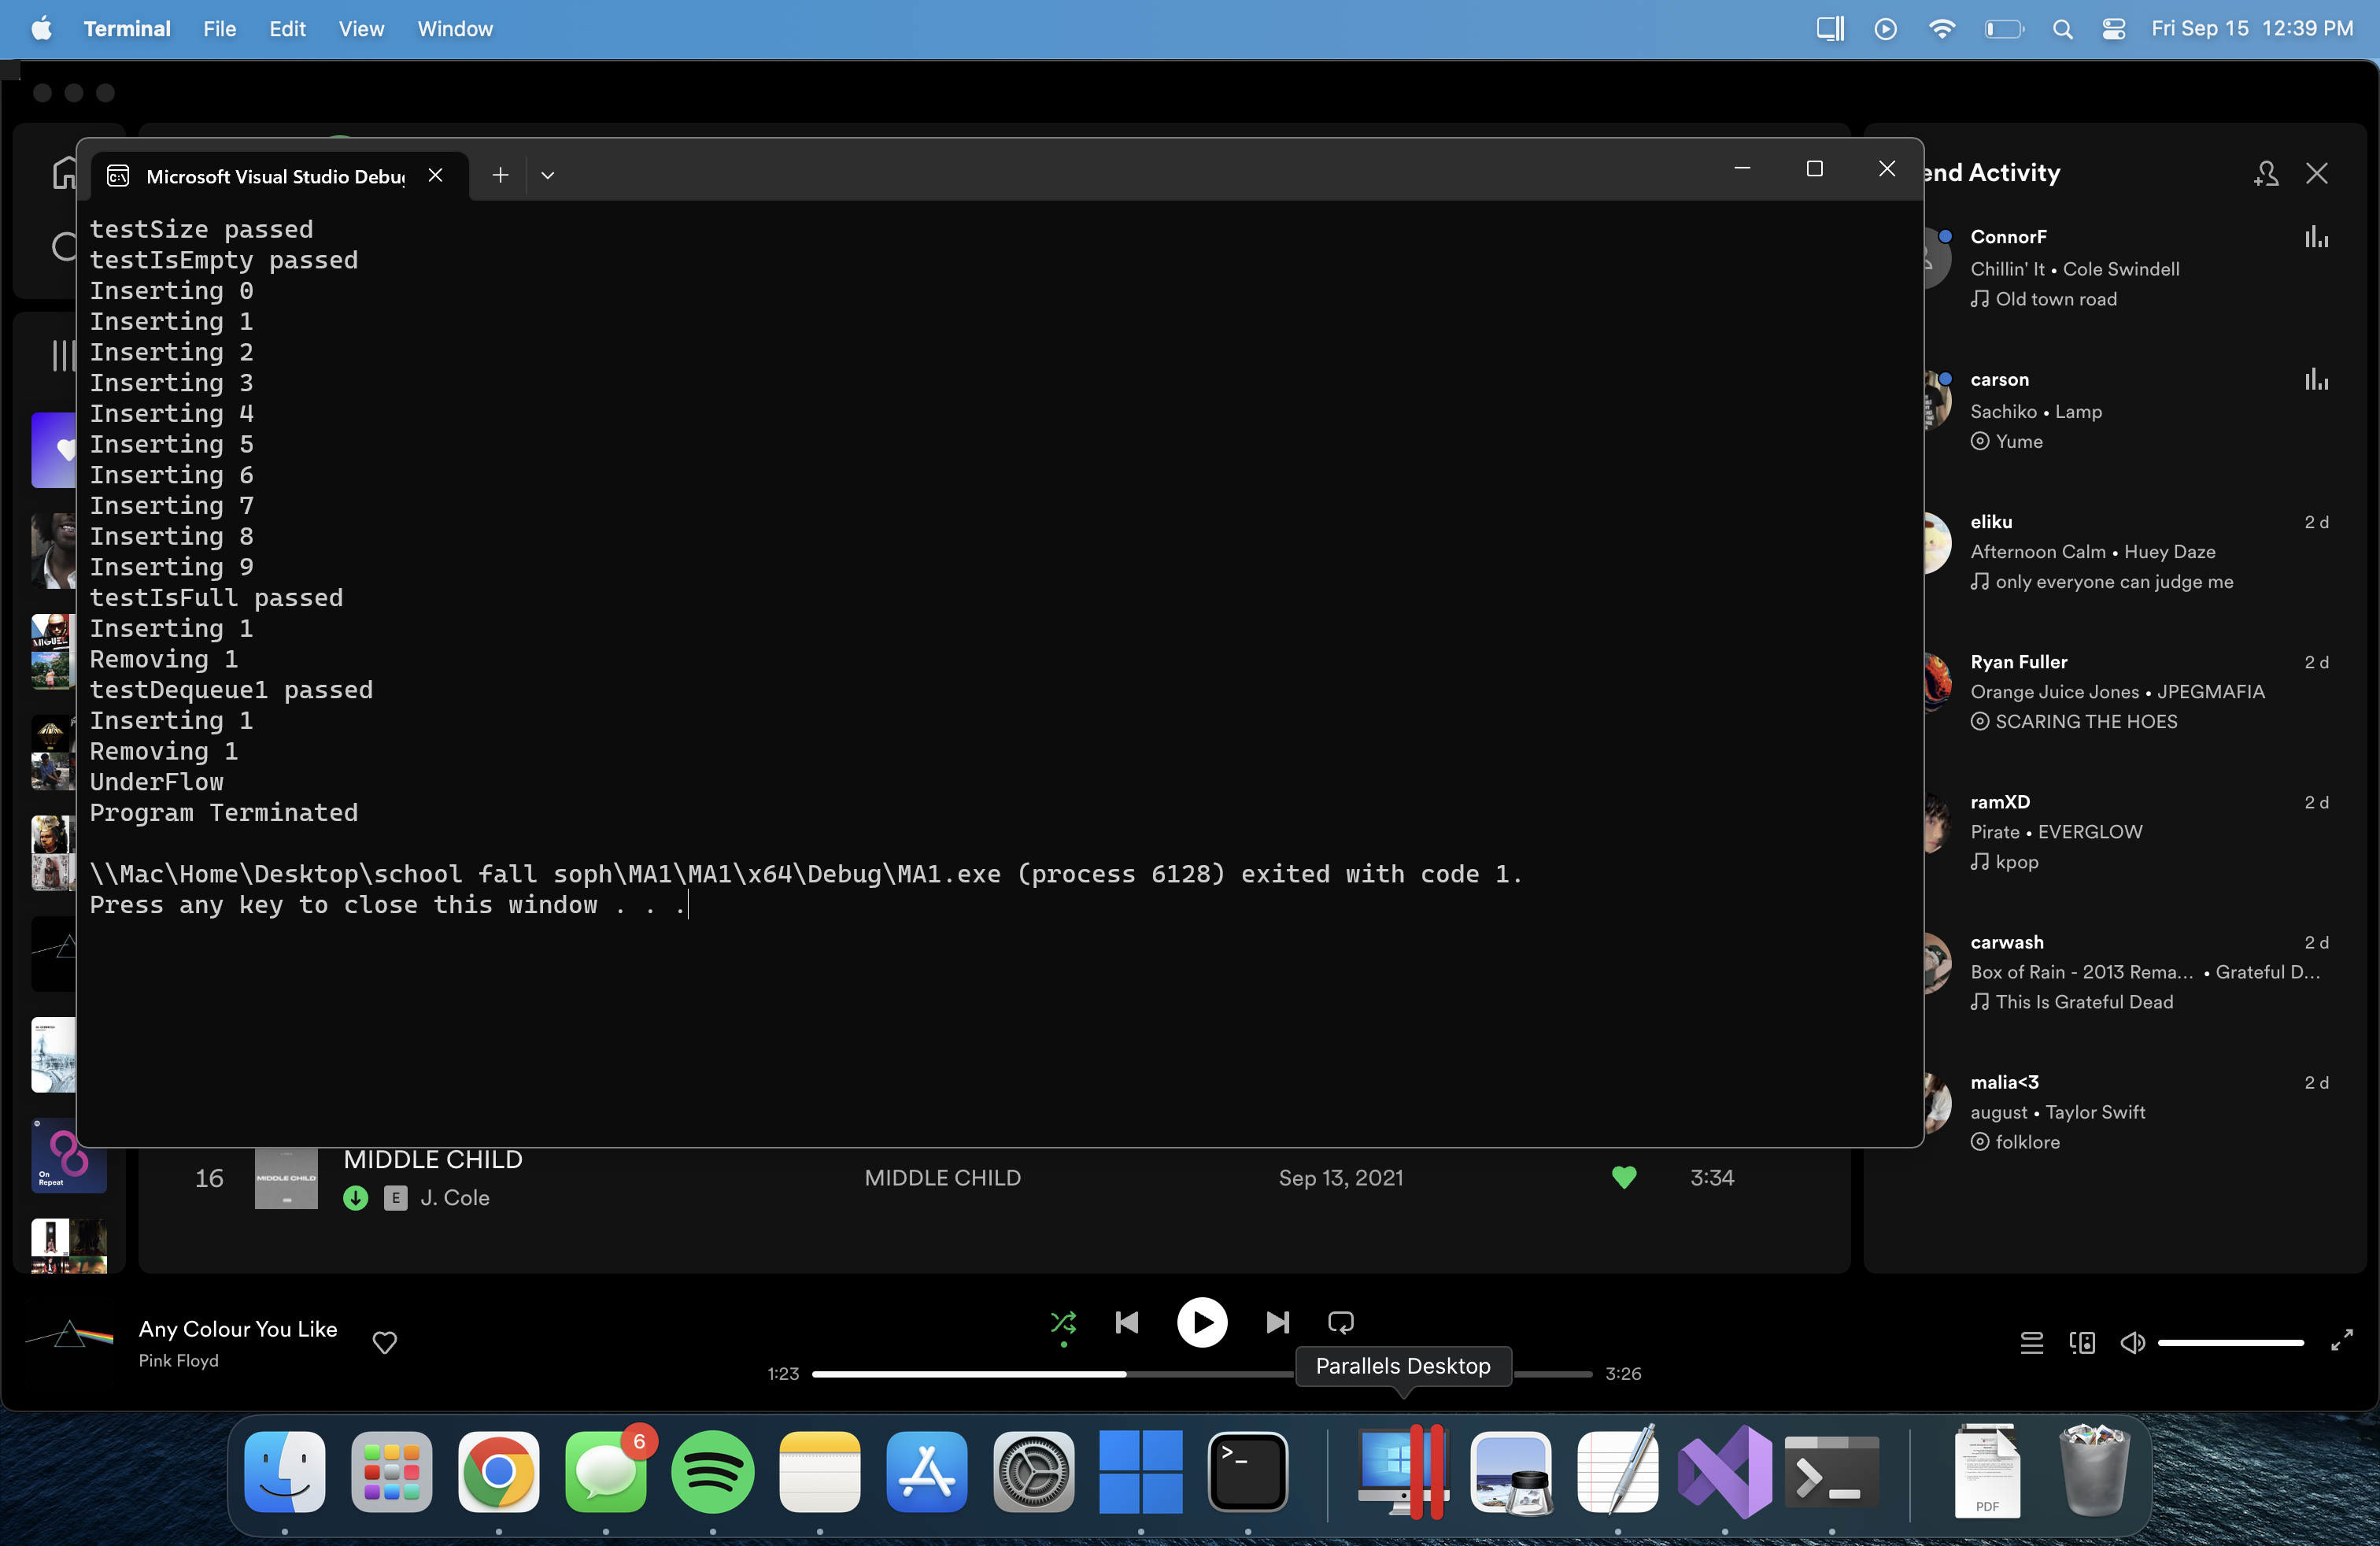 Terminal File Edit View Window
Fri Sep 15 12:39 PM
Microsoft Visual Studio Debu
testSize passed
testIsEmpty passed
Inserting 0
Inserting 1
Inserting 2
Inserting 3
Inserting 4
Inserting 5
Inserting 6
Inserting 7
Inserting 8
Inserting 9
testIsFull passed
Inserting 1
Removing 1
testDequeue1 passed
Inserting 1
Removing 1
UnderFlow
Program Terminated
\\Mac\Home\Desktop\school fall soph\MA1\MA1\x64\Debug\MA1.exe (process 6128) exited with code 1.
Press any key to close this window . . .
end Activity
ConnorF
Chillin' It • Cole Swindell
Old town road
carson
Sachiko • Lamp
Yume
eliku 2 d
Afternoon Calm • Huey Daze
only everyone can judge me
Ryan Fuller 2 d
Orange Juice Jones • JPEGMAFIA
SCARING THE HOES
ramXD 2 d
Pirate • EVERGLOW
kpop
carwash 2 d
Box of Rain - 2013 Rema... • Grateful D...
This Is Grateful Dead
malia<3 2 d
august • Taylor Swift
folklore
MIGUEL
On
Repeat
16 MIDDLE CHILD MIDDLE CHILD MIDDLE CHILD Sep 13, 2021 3:34
E J. Cole
Any Colour You Like
Pink Floyd
1:23 3:26
Parallels Desktop
6
>_
PDF